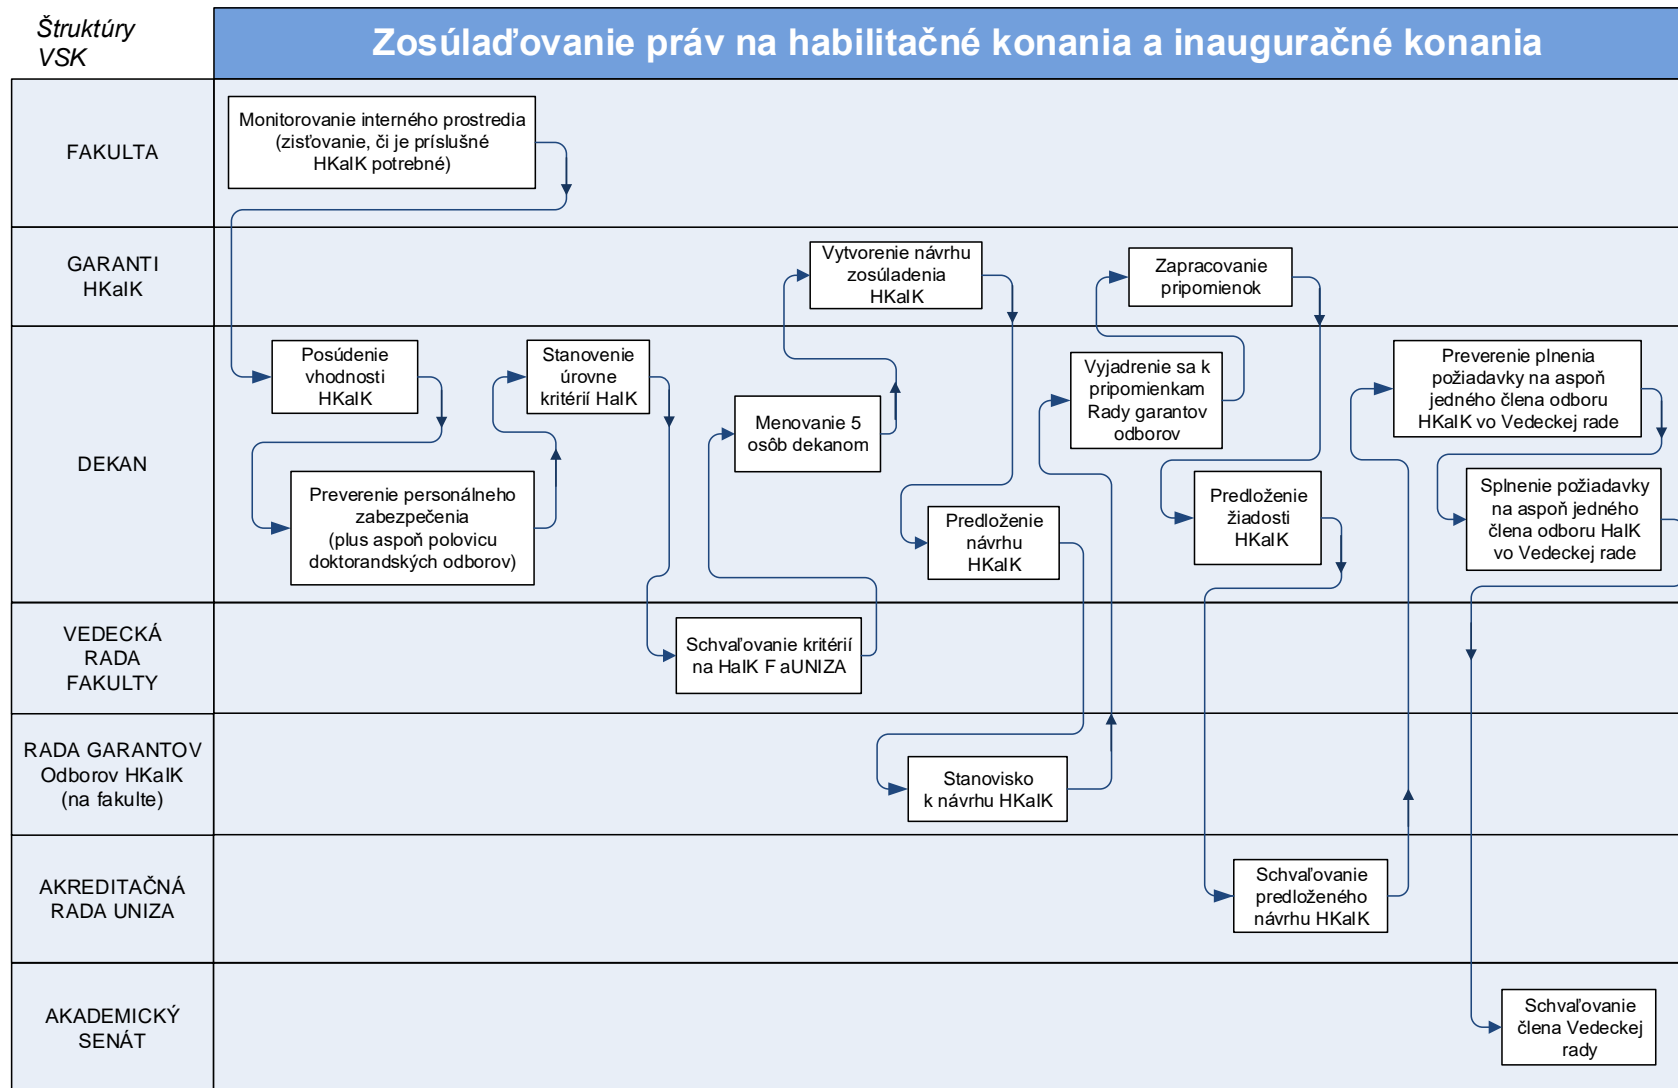 Štruktúry
VSK
Zosúlaďovanie práv na habilitačné konania a inauguračné konania
FAKULTA
Monitorovanie interného prostredia
(zisťovanie, či je príslušné
HKaIK potrebné)
GARANTI
HKaIK
Vytvorenie návrhu
zosúladenia
HKaIK
Zapracovanie
pripomienok
DEKAN
Posúdenie
vhodnosti
HKaIK
Stanovenie
úrovne
kritérií HaIK
Preverenie personálneho
zabezpečenia
(plus aspoň polovicu
doktorandských odborov)
Menovanie 5
osôb dekanom
Predloženie
návrhu
HKaIK
Vyjadrenie sa k
pripomienkam
Rady garantov
odborov
Predloženie
žiadosti
HKaIK
Preverenie plnenia
požiadavky na aspoň
jedného člena odboru
HKaIK vo Vedeckej rade
Splnenie požiadavky
na aspoň jedného
člena odboru HaIK
vo Vedeckej rade
VEDECKÁ
RADA
FAKULTY
Schvaľovanie kritérií
na HaIK F aUNIZA
RADA GARANTOV
Odborov HKaIK
(na fakulte)
Stanovisko
k návrhu HKaIK
AKREDITAČNÁ
RADA UNIZA
Schvaľovanie
predloženého
návrhu HKaIK
AKADEMICKÝ
SENÁT
Schvaľovanie
člena Vedeckej
rady